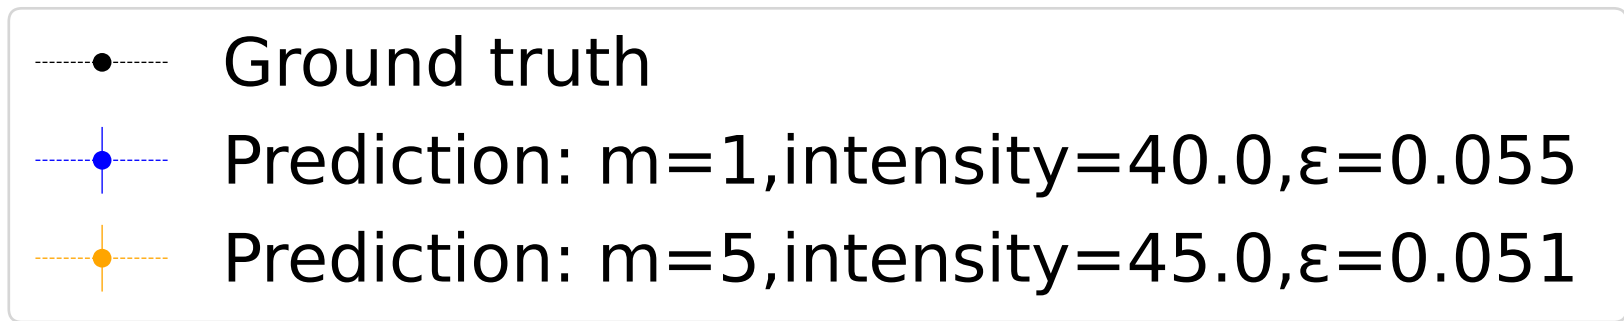 Ground truth
Prediction: m=1,intensity=40.0,ε=0.055
Prediction: m=5,intensity=45.0,ε=0.051